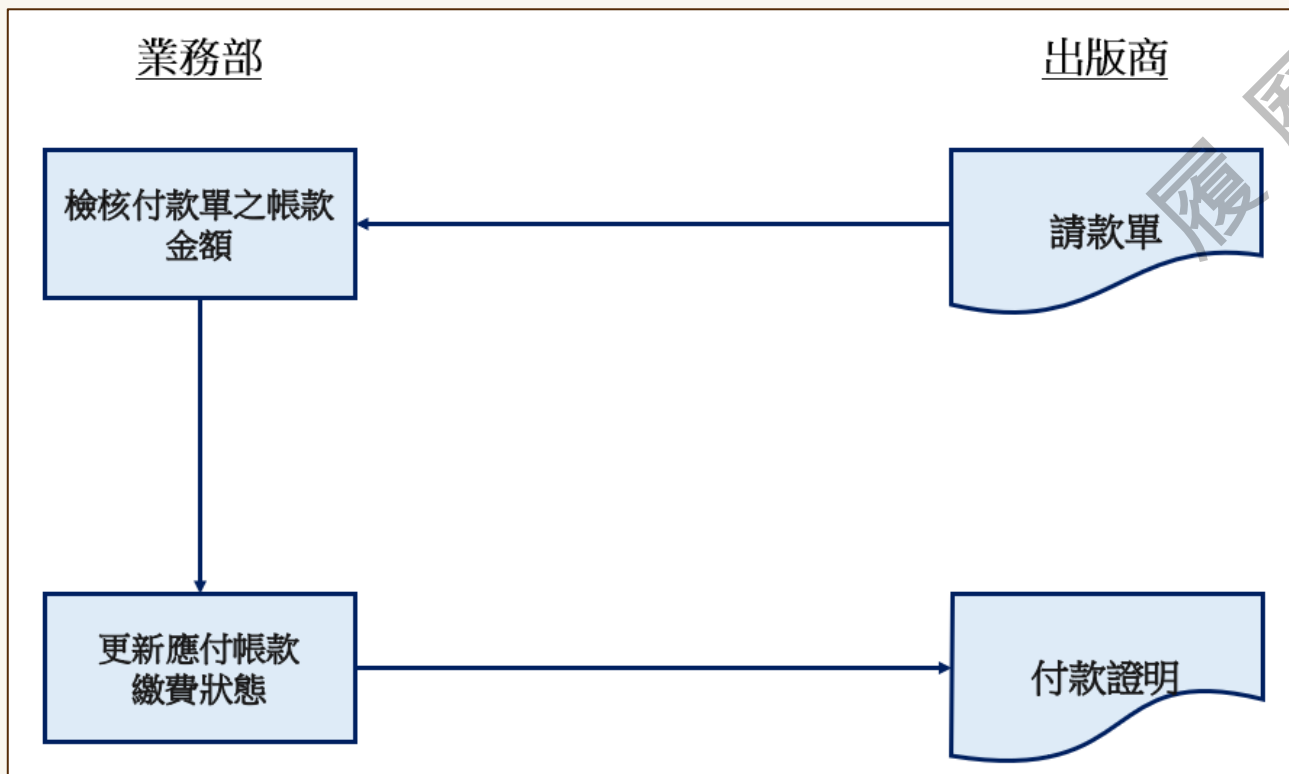 業務部
出版商
檢核付款單之帳款
金額
請款單
更新應付帳款
繳費狀態
付款證明
履